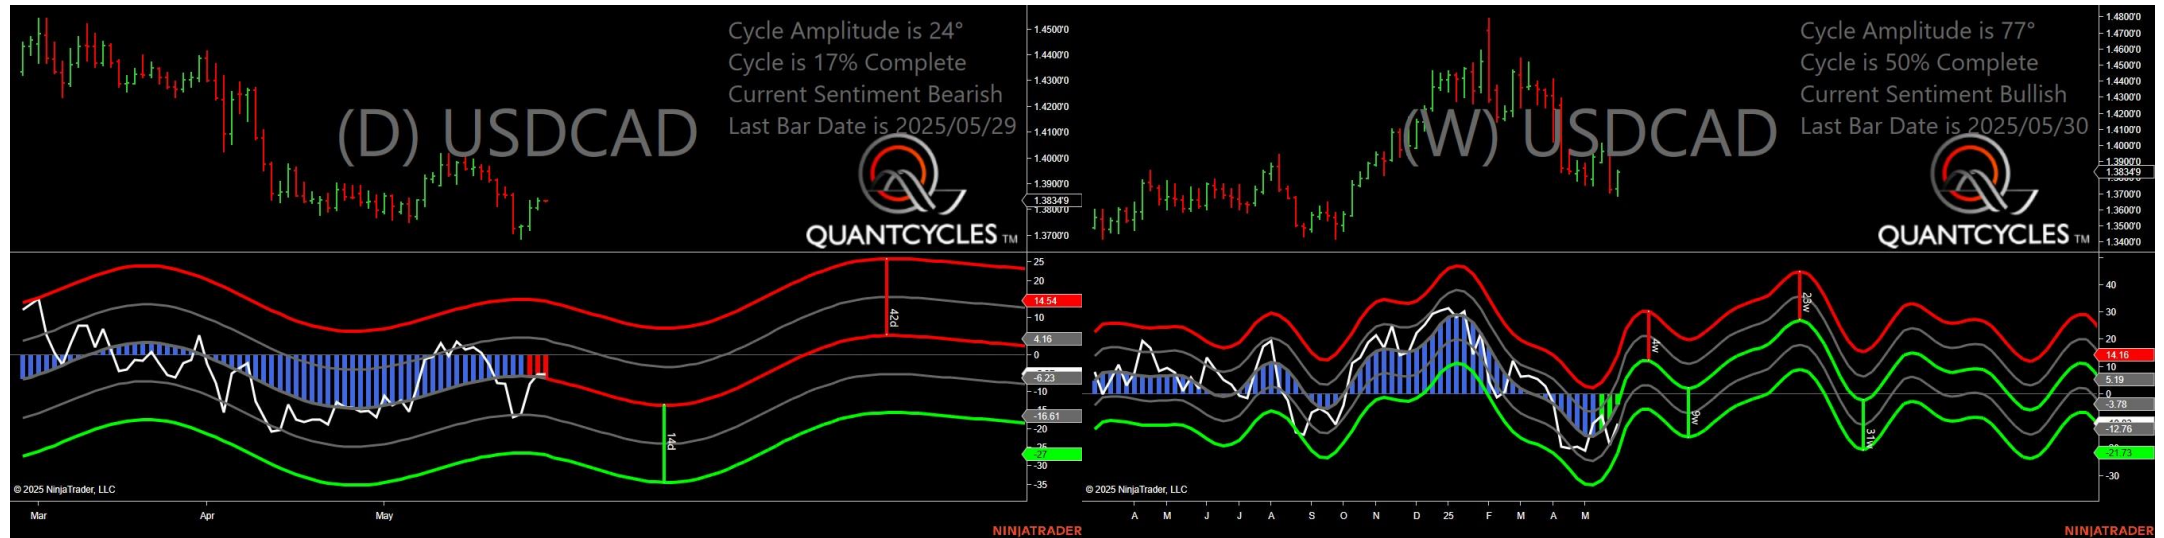 Cycle Amplitude is 24°
Cycle is 17% Complete
Current Sentiment Bearish
Last Bar Date is 2025/05/29
(D) USDCAD
QUANTCYCLES TM
1.4500'0
1.4400'0
1.4300'0
1.4200'0
1.4100'0
1.4000'0
1.3900'0
1.3834'9
1.3800'0
1.3700'0
25
20
14.54
10
4.16
0
-6.23
-10
-16.61
-20
-27
-30
-35
42d
14d
© 2025 NinjaTrader, LLC
Mar Apr May
NINJATRADER
Cycle Amplitude is 77°
Cycle is 50% Complete
Current Sentiment Bullish
Last Bar Date is 2025/05/30
(W) USDCAD
QUANTCYCLES TM
1.4800'0
1.4700'0
1.4600'0
1.4500'0
1.4400'0
1.4300'0
1.4200'0
1.4100'0
1.4000'0
1.3900'0
1.3834'9
1.3700'0
1.3600'0
1.3500'0
1.3400'0
40
30
20
14.16
10
5.19
0
-3.78
-12.76
-21.73
-30
4w
9w
28w
31w
© 2025 NinjaTrader, LLC
A M J J A S O N D 25 F M A M
NINJATRADER